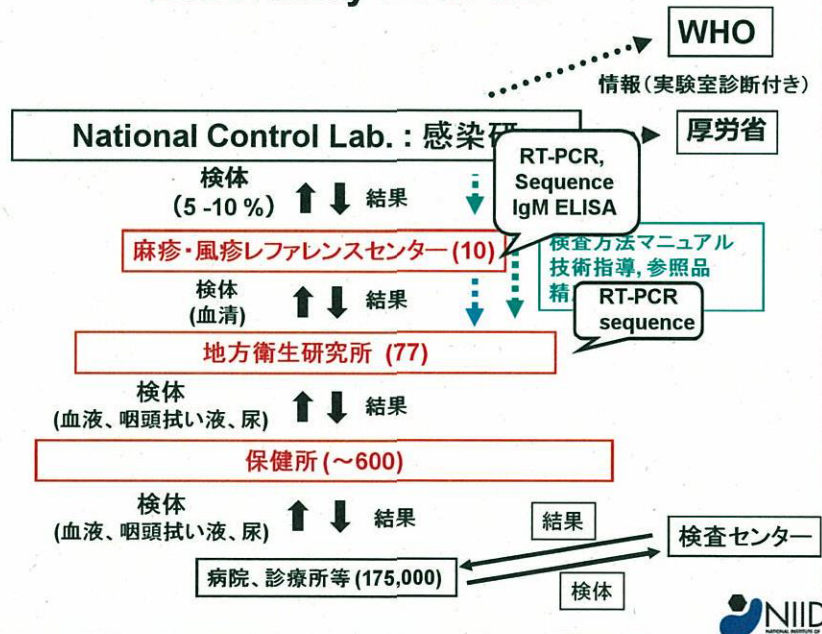 WHO
情報(実験室診断付き)
National Control Lab. : 感染研
厚労省
RT-PCR,
Sequence
IgM ELISA
検体
(5 -10 %)
結果
麻疹・風疹レファレンスセンター (10)
検査方法マニュアル
技術指導, 参照品
RT-PCR
sequence
検体
(血清)
結果
地方衛生研究所 (77)
検体
(血液、咽頭拭い液、尿)
結果
保健所 (～600)
検体
(血液、咽頭拭い液、尿)
結果
結果
検査センター
病院、診療所等 (175,000)
検体
NIID